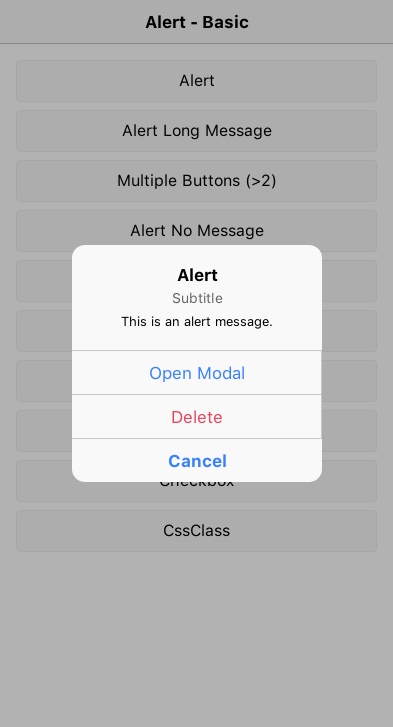 Alert - Basic
Alert
Alert Long Message
Multiple Buttons (>2)
Alert No Message
Alert
Subtitle
This is an alert message.
Open Modal
Delete
Cancel
Checkbox
CssClass